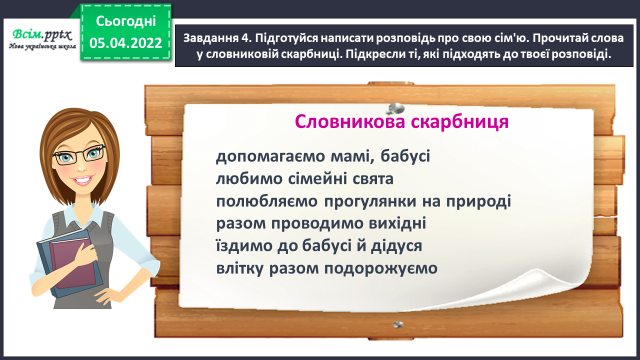 Всім.pptx
Нова українська школа
Сьогодні
05.04.2022
Завдання 4. Підготуйся написати розповідь про свою сім'ю. Прочитай слова
у словниковій скарбниці. Підкресли ті, які підходять до твоєї розповіді.
Словникова скарбниця
допомагаємо мамі, бабусі
любимо сімейні свята
полюбляємо прогулянки на природі
разом проводимо вихідні
їздимо до бабусі й дідуся
влітку разом подорожуємо